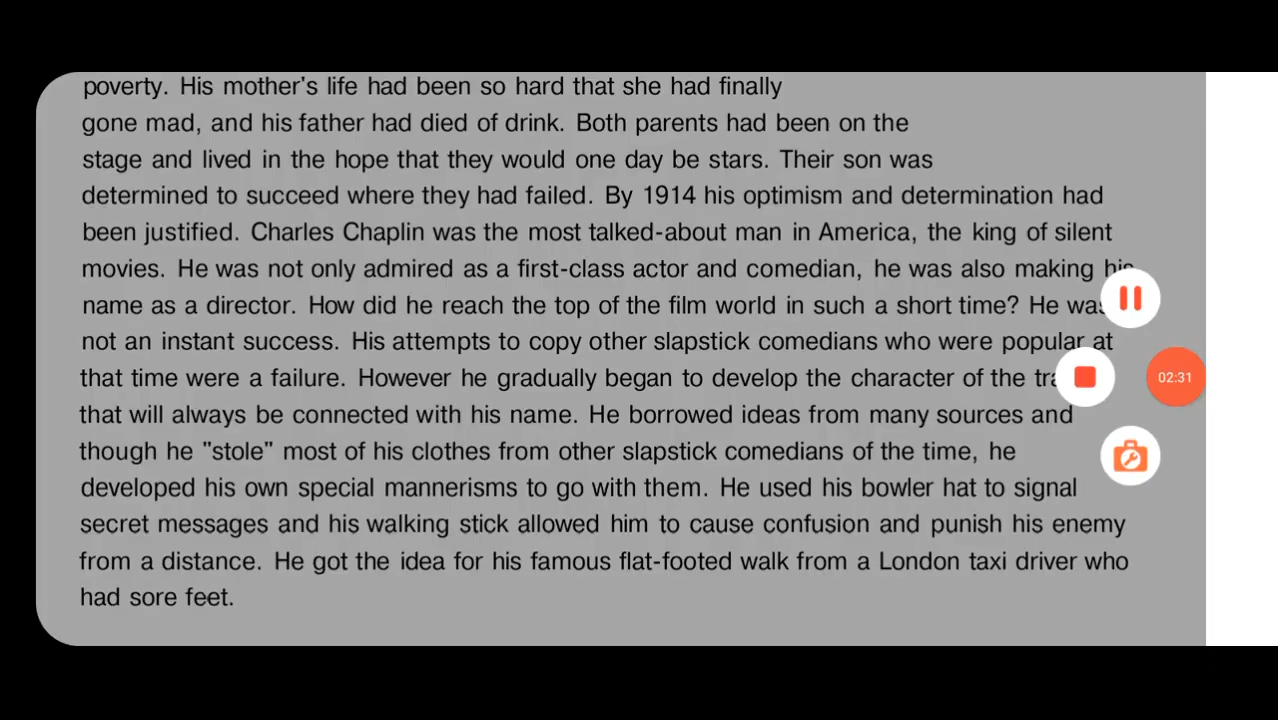 poverty. His mother's life had been so hard that she had finally
gone mad, and his father had died of drink. Both parents had been on the
stage and lived in the hope that they would one day be stars. Their son was
determined to succeed where they had failed. By 1914 his optimism and determination had
been justified. Charles Chaplin was the most talked-about man in America, the king of silent
movies. He was not only admired as a first-class actor and comedian, he was also making his
name as a director. How did he reach the top of the film world in such a short time? He was
not an instant success. His attempts to copy other slapstick comedians who were popular at
that time were a failure. However he gradually began to develop the character of the
that will always be connected with his name. He borrowed ideas from many sources and
though he "stole" most of his clothes from other slapstick comedians of the time, he
developed his own special mannerisms to go with them. He used his bowler hat to signal
secret messages and his walking stick allowed him to cause confusion and punish his enemy
from a distance. He got the idea for his famous flat-footed walk from a London taxi driver who
had sore feet.
02:31